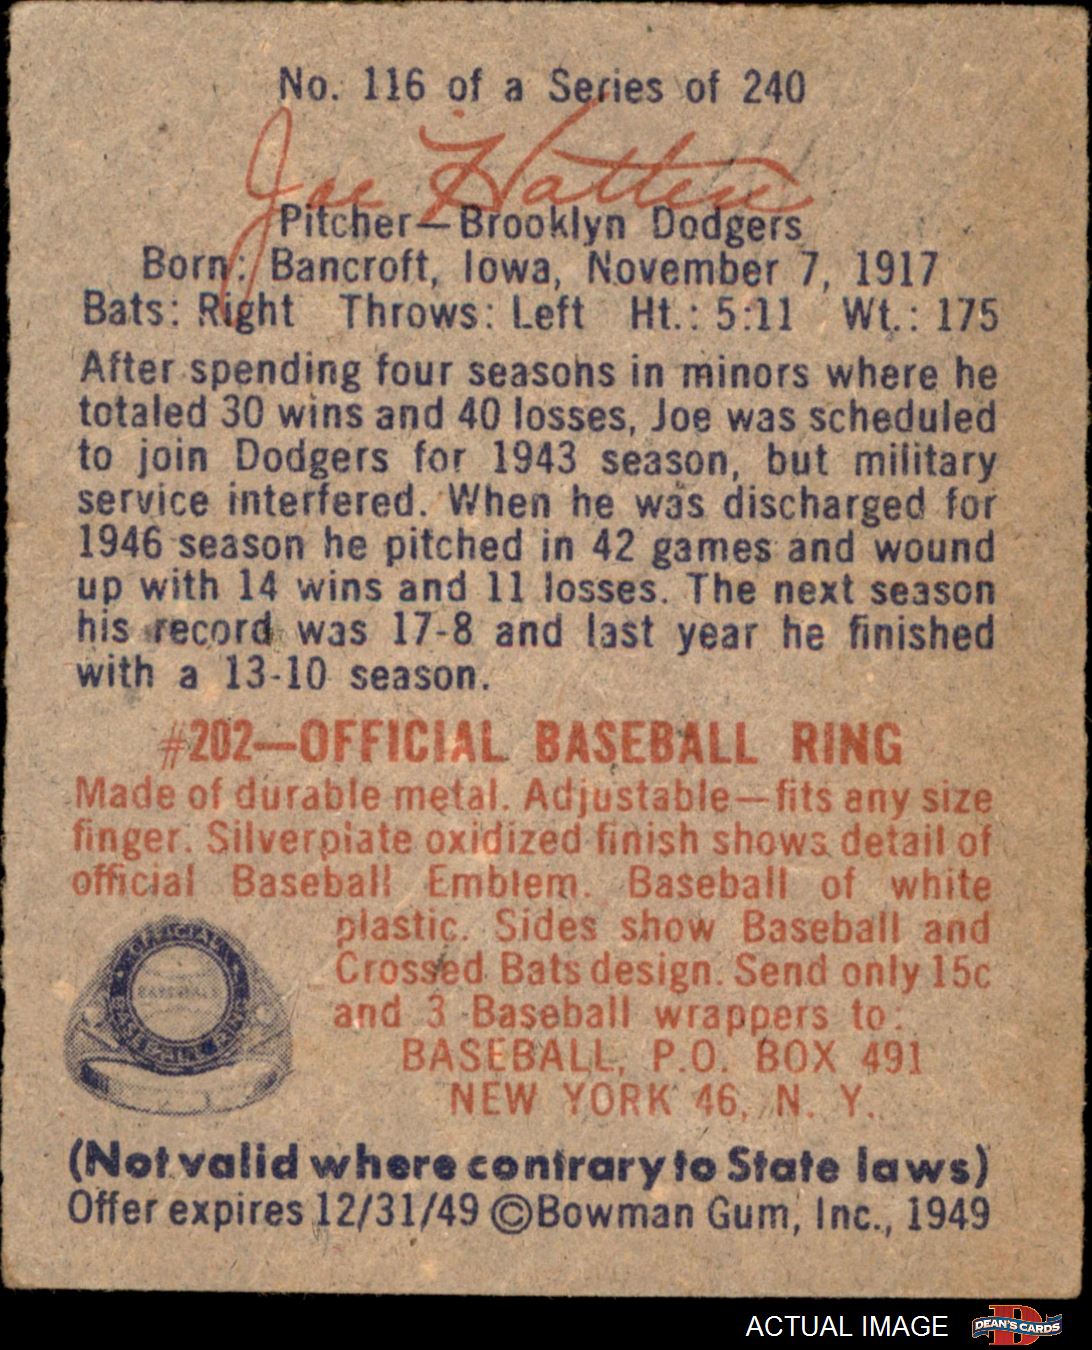 No. 116 of a Series of 240
Joe Hatten
Pitcher—Brooklyn Dodgers
Born: Bancroft, Iowa, November 7, 1917
Bats: Right Throws: Left Ht.: 5:11 Wt.: 175
After spending four seasons in minors where he
totaled 30 wins and 40 losses, Joe was scheduled
to join Dodgers for 1943 season, but military
service interfered. When he was discharged for
1946 season he pitched in 42 games and wound
up with 14 wins and 11 losses. The next season
his record was 17-8 and last year he finished
with a 13-10 season.
#202—OFFICIAL BASEBALL RING
Made of durable metal. Adjustable—fits any size
finger. Silverplate oxidized finish shows detail of
official Baseball Emblem. Baseball of white
plastic. Sides show Baseball and
Crossed Bats design. Send only 15c
and 3 Baseball wrappers to:
BASEBALL, P.O. BOX 491
NEW YORK 46, N. Y.
OFFICIAL
BASEBALL
(Not valid where contrary to State laws)
Offer expires 12/31/49 ©Bowman Gum, Inc., 1949
ACTUAL IMAGE
DEAN'S CARDS